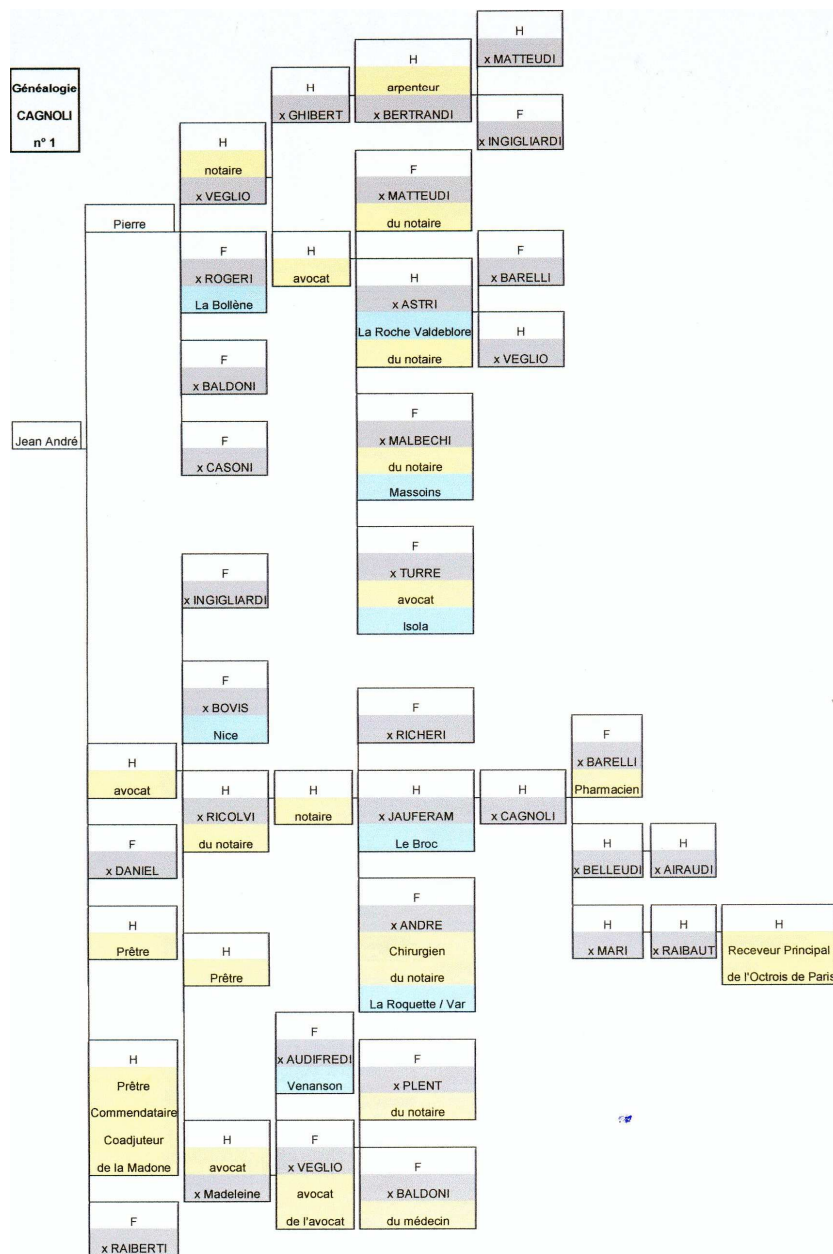 Généalogie
CAGNOLI
n° 1
Jean André
Pierre
H
avocat
F
x DANIEL
H
Prêtre
H
Prêtre
Commendataire
Coadjuteur
de la Madone
F
x RAIBERTI
H
notaire
x VEGLIO
F
x ROGERI
La Bollène
F
x BALDONI
F
x CASONI
F
x INGIGLIARDI
F
x BOVIS
Nice
H
x RICOLVI
du notaire
H
Prêtre
H
avocat
x Madeleine
H
x GHIBERT
H
avocat
H
notaire
F
x AUDIFREDI
Venanson
F
x VEGLIO
avocat
de l'avocat
H
arpenteur
x BERTRANDI
F
x MATTEUDI
du notaire
H
x ASTRI
La Roche Valdeblore
du notaire
F
x MALBECHI
du notaire
Massoins
F
x TURRE
avocat
Isola
F
x RICHERI
H
x JAUFERAM
Le Broc
F
x ANDRE
Chirurgien
du notaire
La Roquette / Var
F
x PLENT
du notaire
F
x BALDONI
du médecin
H
x MATTEUDI
F
x INGIGLIARDI
F
x BARELLI
H
x VEGLIO
H
x CAGNOLI
F
x BARELLI
Pharmacien
H
x BELLEUDI
H
x MARI
H
x AIRAUDI
H
x RAIBAUT
H
Receveur Principal
de l'Octrois de Paris